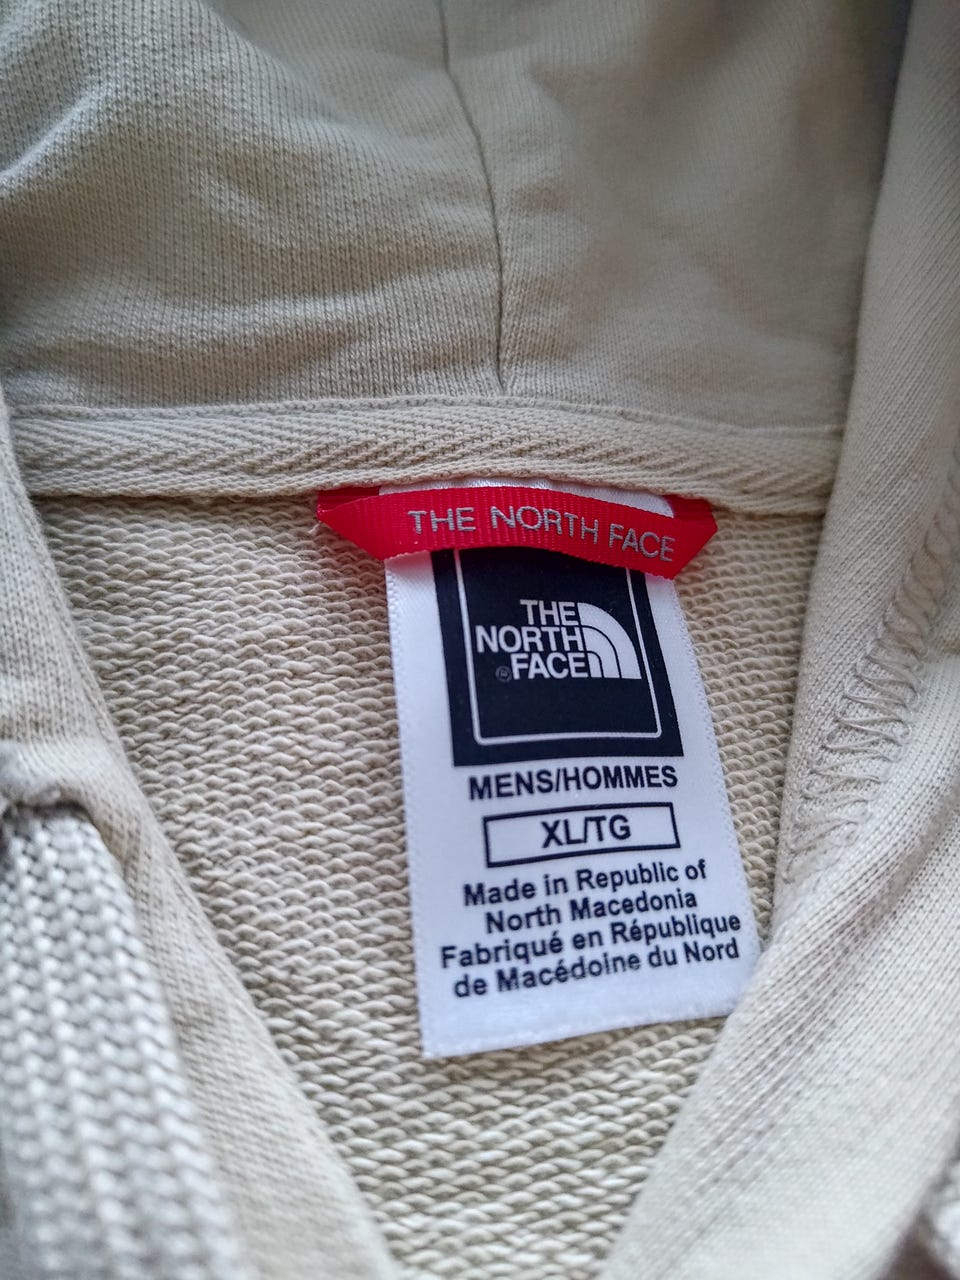 THE NORTH FACE
THE
NORTH
FACE
MENS/HOMMES
XL/TG
Made in Republic of
North Macedonia
Fabriqué en République
de Macédoine du Nord